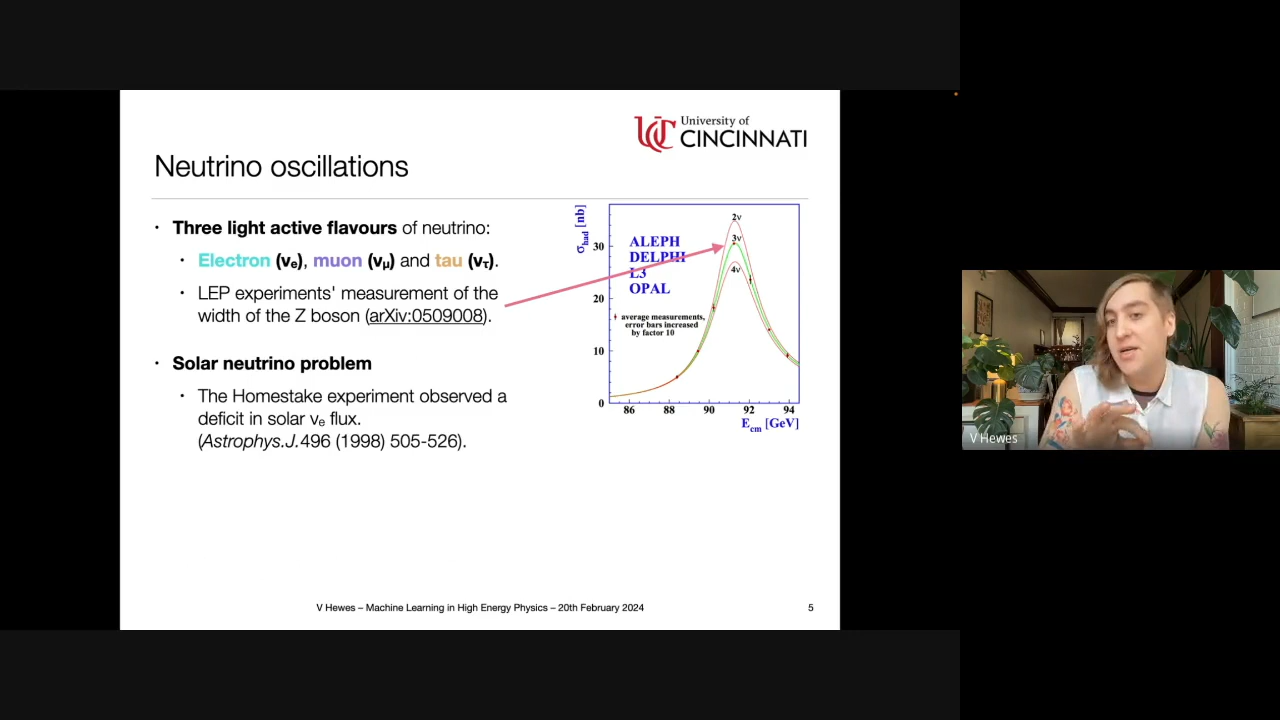 University of
CINCINNATI
Neutrino oscillations
• Three light active flavours of neutrino:
• Electron (νe), muon (νμ) and tau (ντ).
• LEP experiments' measurement of the
width of the Z boson (arXiv:0509008).
• Solar neutrino problem
• The Homestake experiment observed a
deficit in solar νe flux.
(Astrophys.J. 496 (1998) 505-526).
σhad [nb]
30
20
10
0
2ν
3ν
4ν
ALEPH
DELPHI
L3
OPAL
average measurements,
error bars increased
by factor 10
86 88 90 92 94
Ecm [GeV]
V Hewes – Machine Learning in High Energy Physics – 20th February 2024
5
V Hewes